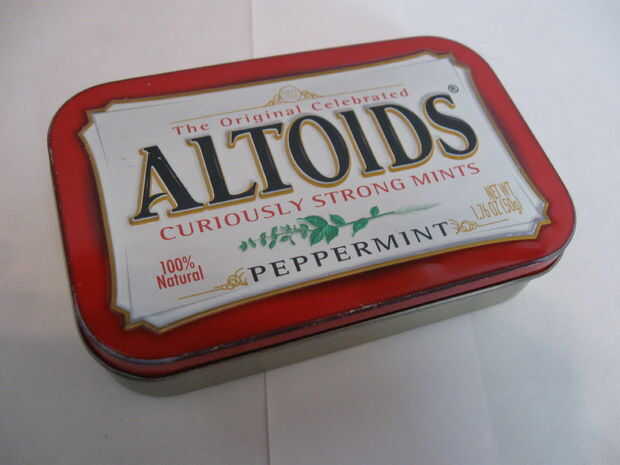 The Original Celebrated
ALTOIDS®
CURIOUSLY STRONG MINTS
100%
Natural
PEPPERMINT
NET WT.
1.76 OZ (50g)